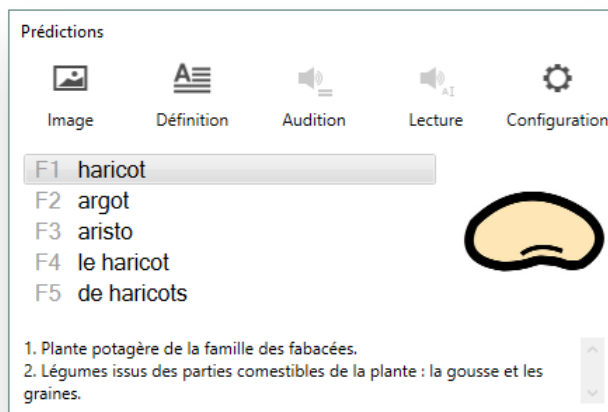 Prédictions
Image Définition Audition Lecture Configuration
F1 haricot
F2 argot
F3 aristo
F4 le haricot
F5 de haricots
1. Plante potagère de la famille des fabacées.
2. Légumes issus des parties comestibles de la plante : la gousse et les
graines.